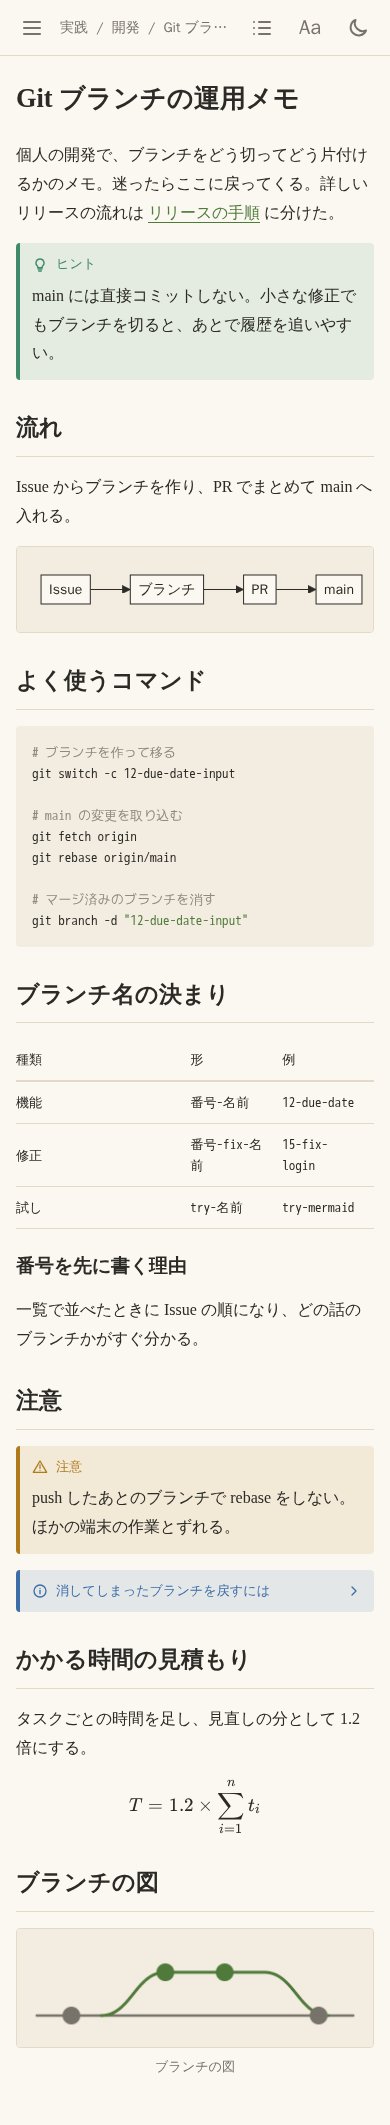 実践 / 開発 / Git ブラ…
Aa
Git ブランチの運用メモ
個人の開発で、ブランチをどう切ってどう片付け
るかのメモ。迷ったらここに戻ってくる。詳しい
リリースの流れは リリースの手順 に分けた。
ヒント
main には直接コミットしない。小さな修正で
もブランチを切ると、あとで履歴を追いやす
い。
流れ
Issue からブランチを作り、PR でまとめて main へ
入れる。
Issue ブランチ PR main
よく使うコマンド
# ブランチを作って移る
git switch -c 12-due-date-input
# main の変更を取り込む
git fetch origin
git rebase origin/main
# マージ済みのブランチを消す
git branch -d "12-due-date-input"
ブランチ名の決まり
種類 形 例
機能 番号-名前 12-due-date
修正 番号-fix-名前 15-fix-login
試し try-名前 try-mermaid
番号を先に書く理由
一覧で並べたときに Issue の順になり、どの話の
ブランチかがすぐ分かる。
注意
注意
push したあとのブランチで rebase をしない。
ほかの端末の作業とずれる。
消してしまったブランチを戻すには
かかる時間の見積もり
タスクごとの時間を足し、見直しの分として 1.2
倍にする。
T = 1.2 × ∑_{i=1}^{n} t_i
ブランチの図
ブランチの図